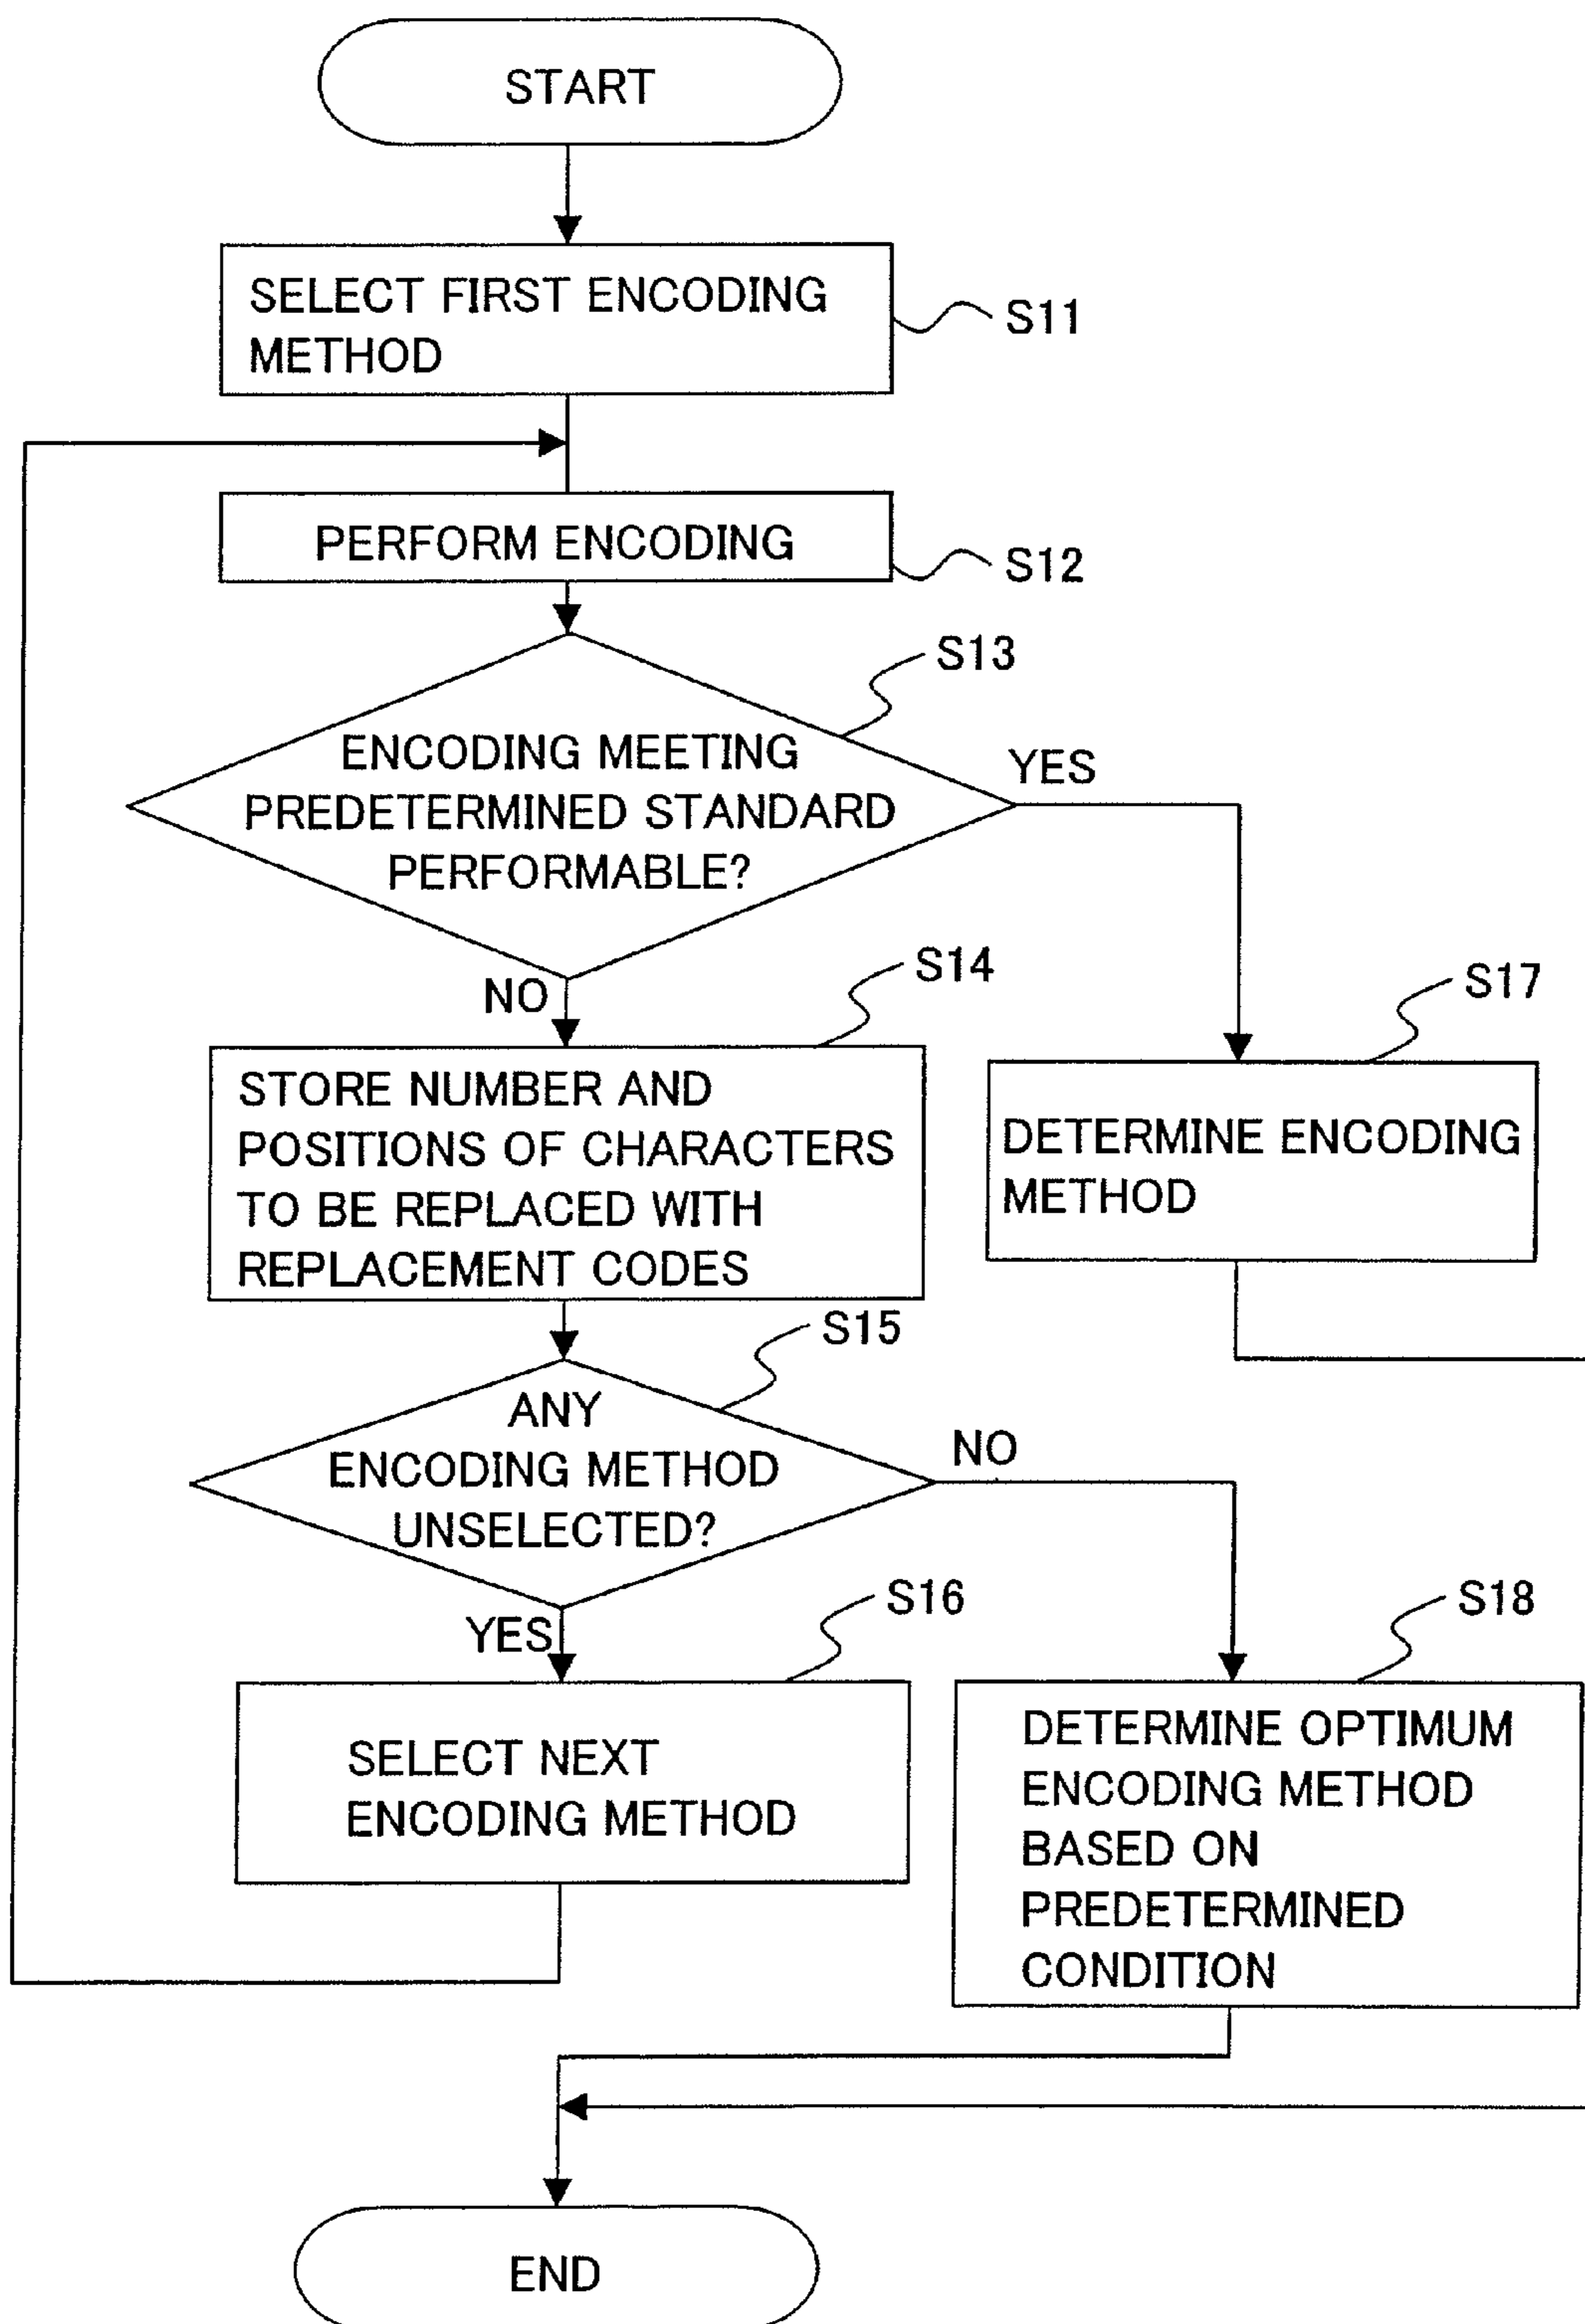 START
SELECT FIRST ENCODING
METHOD
S11
PERFORM ENCODING
S12
S13
ENCODING MEETING
PREDETERMINED STANDARD
PERFORMABLE?
YES
NO
S14
STORE NUMBER AND
POSITIONS OF CHARACTERS
TO BE REPLACED WITH
REPLACEMENT CODES
S17
DETERMINE ENCODING
METHOD
S15
ANY
ENCODING METHOD
UNSELECTED?
NO
YES
S16
SELECT NEXT
ENCODING METHOD
S18
DETERMINE OPTIMUM
ENCODING METHOD
BASED ON
PREDETERMINED
CONDITION
END